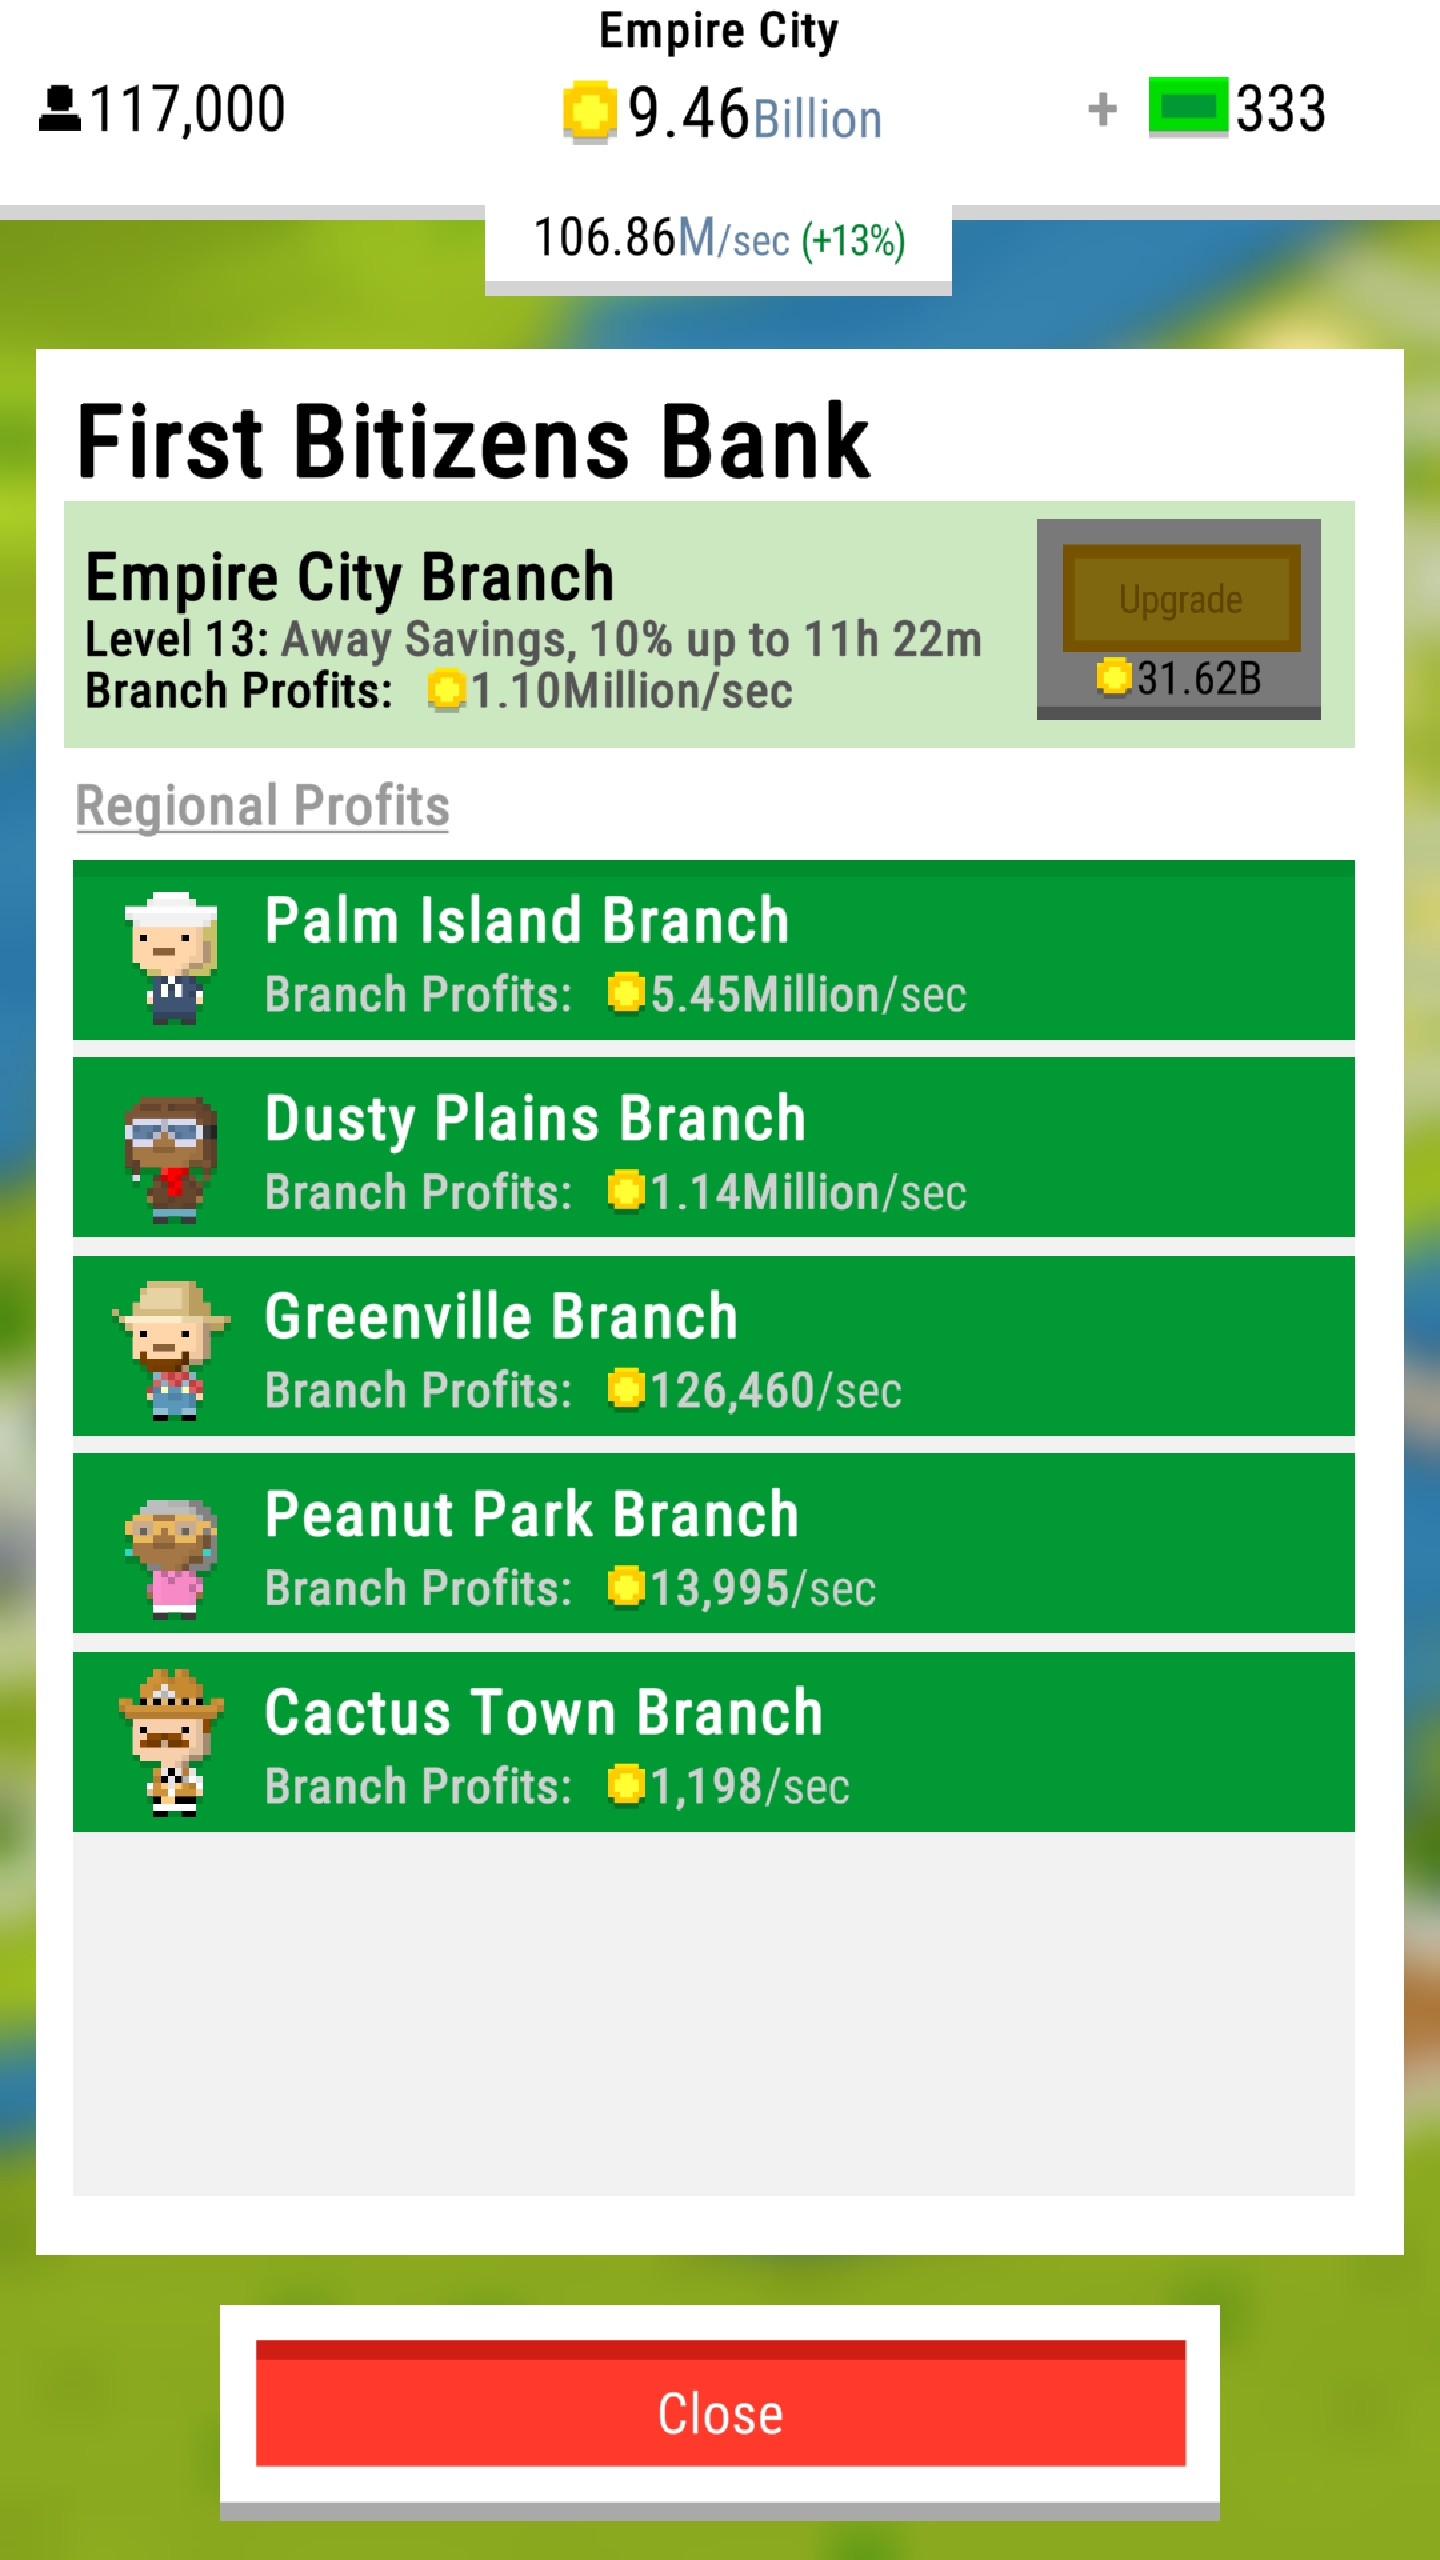 Empire City
117,000
9.46Billion
+ 333
106.86M/sec (+13%)
First Bitizens Bank
Empire City Branch
Level 13: Away Savings, 10% up to 11h 22m
Branch Profits: 1.10Million/sec
Upgrade
31.62B
Regional Profits
Palm Island Branch
Branch Profits: 5.45Million/sec
Dusty Plains Branch
Branch Profits: 1.14Million/sec
Greenville Branch
Branch Profits: 126,460/sec
Peanut Park Branch
Branch Profits: 13,995/sec
Cactus Town Branch
Branch Profits: 1,198/sec
Close